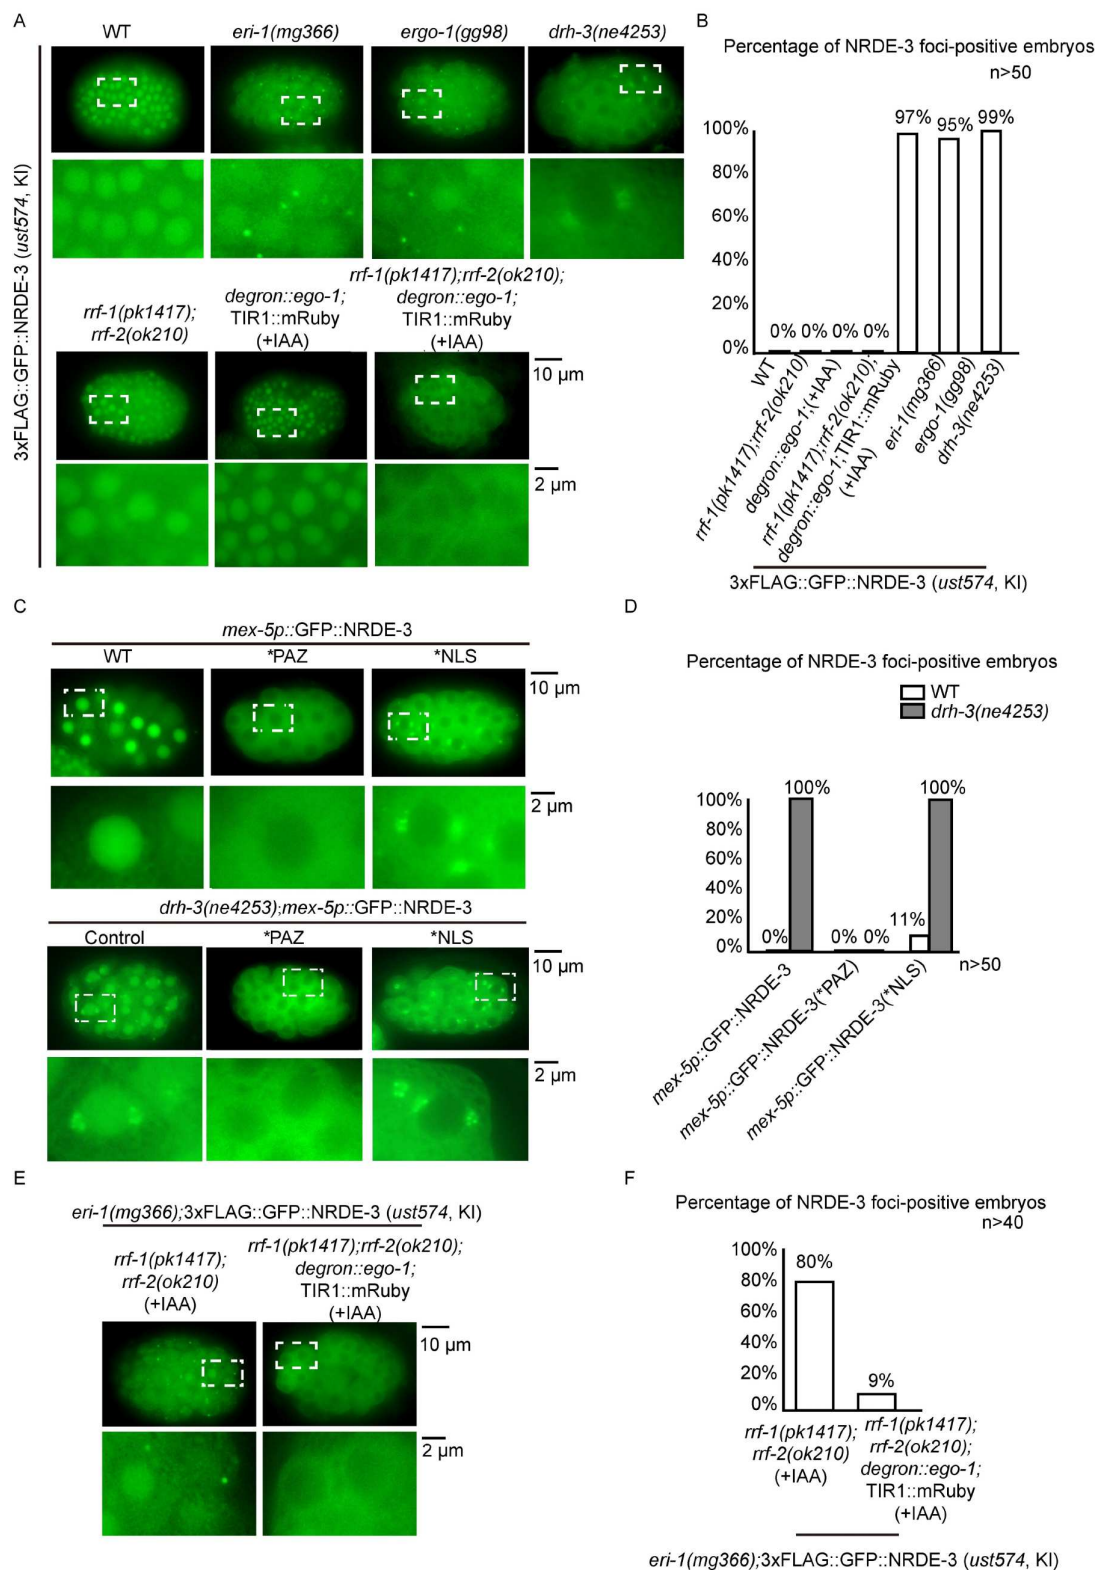 A
WT
eri-1(mg366)
ergo-1(gg98)
drh-3(ne4253)
3xFLAG::GFP::NRDE-3 (ust574, KI)
rrf-1(pk1417);
rrf-2(ok210)
degron::ego-1;
TIR1::mRuby
(+IAA)
rrf-1(pk1417);rrf-2(ok210);
degron::ego-1;
TIR1::mRuby
(+IAA)
10 µm
2 µm
B
Percentage of NRDE-3 foci-positive embryos
n>50
100%
80%
60%
40%
20%
0%
0%
0%
0%
0%
97%
95%
99%
WT
rrf-1(pk1417);rrf-2(ok210)
degron::ego-1;(+IAA)
rrf-1(pk1417);rrf-2(ok210);
degron::ego-1;TIR1::mRuby
(+IAA)
eri-1(mg366)
ergo-1(gg98)
drh-3(ne4253)
3xFLAG::GFP::NRDE-3 (ust574, KI)
C
mex-5p::GFP::NRDE-3
WT
*PAZ
*NLS
10 µm
2 µm
drh-3(ne4253);mex-5p::GFP::NRDE-3
Control
*PAZ
*NLS
10 µm
2 µm
D
Percentage of NRDE-3 foci-positive embryos
WT
drh-3(ne4253)
100%
80%
60%
40%
20%
0%
0%
100%
0%
0%
11%
100%
n>50
mex-5p::GFP::NRDE-3
mex-5p::GFP::NRDE-3(*PAZ)
mex-5p::GFP::NRDE-3(*NLS)
E
eri-1(mg366);3xFLAG::GFP::NRDE-3 (ust574, KI)
rrf-1(pk1417);
rrf-2(ok210)
(+IAA)
rrf-1(pk1417);rrf-2(ok210);
degron::ego-1;
TIR1::mRuby
(+IAA)
10 µm
2 µm
F
Percentage of NRDE-3 foci-positive embryos
n>40
100%
80%
60%
40%
20%
0%
80%
9%
rrf-1(pk1417);
rrf-2(ok210)
(+IAA)
rrf-1(pk1417);
rrf-2(ok210);
degron::ego-1;
TIR1::mRuby
(+IAA)
eri-1(mg366);3xFLAG::GFP::NRDE-3 (ust574, KI)